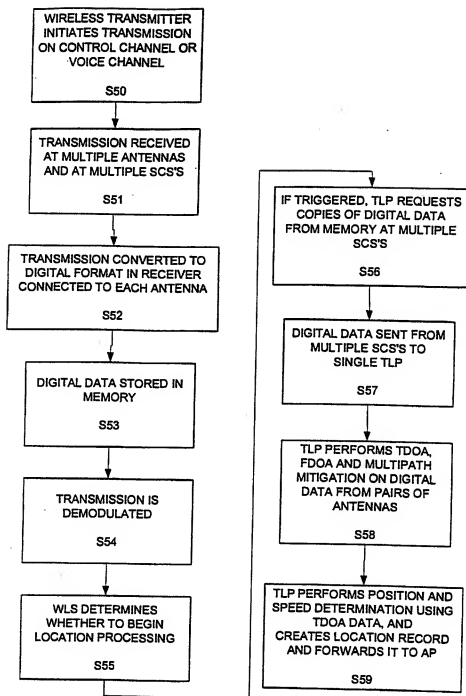 WIRELESS TRANSMITTER
INITIATES TRANSMISSION
ON CONTROL CHANNEL OR
VOICE CHANNEL
S50
TRANSMISSION RECEIVED
AT MULTIPLE ANTENNAS
AND AT MULTIPLE SCS'S
S51
TRANSMISSION CONVERTED TO
DIGITAL FORMAT IN RECEIVER
CONNECTED TO EACH ANTENNA
S52
DIGITAL DATA STORED IN
MEMORY
S53
TRANSMISSION IS
DEMODULATED
S54
WLS DETERMINES
WHETHER TO BEGIN
LOCATION PROCESSING
S55
IF TRIGGERED, TLP REQUESTS
COPIES OF DIGITAL DATA
FROM MEMORY AT MULTIPLE
SCS'S
S56
DIGITAL DATA SENT FROM
MULTIPLE SCS'S TO
SINGLE TLP
S57
TLP PERFORMS TDOA,
FDOA AND MULTIPATH
MITIGATION ON DIGITAL
DATA FROM PAIRS OF
ANTENNAS
S58
TLP PERFORMS POSITION AND
SPEED DETERMINATION USING
TDOA DATA, AND
CREATES LOCATION RECORD
AND FORWARDS IT TO AP
S59